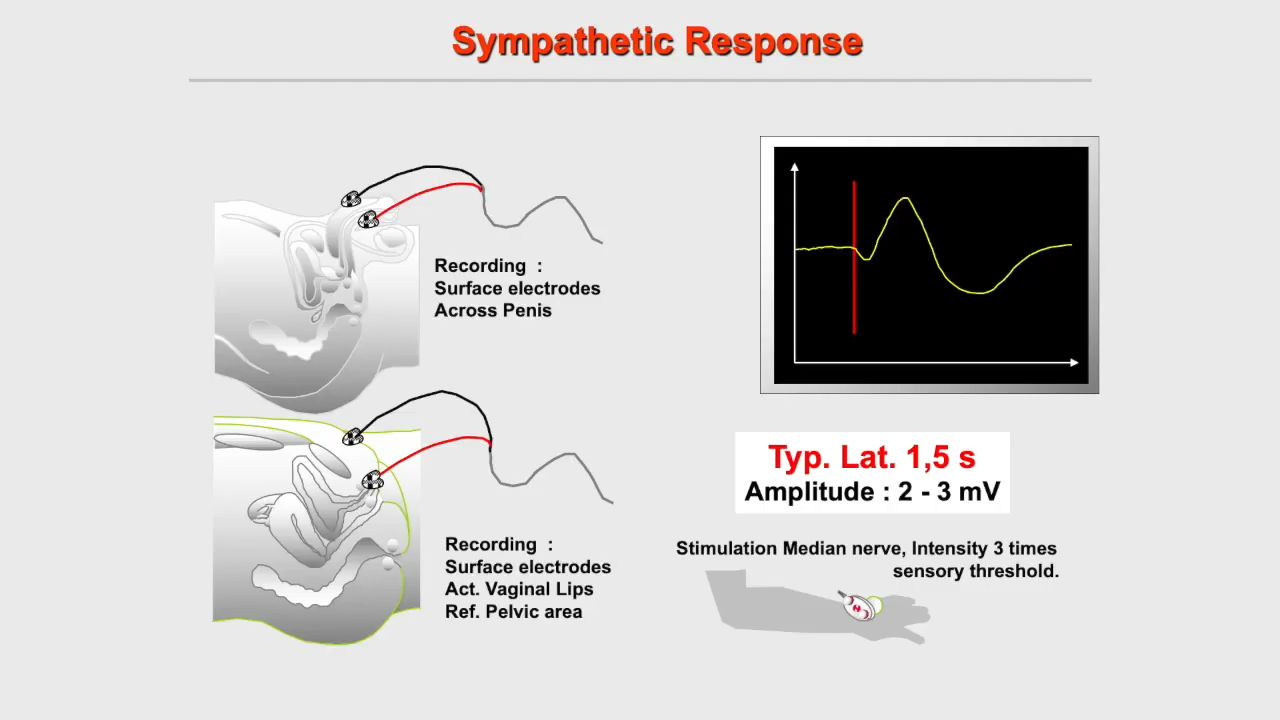 Sympathetic Response
Recording :
Surface electrodes
Across Penis
Recording :
Surface electrodes
Act. Vaginal Lips
Ref. Pelvic area
Typ. Lat. 1,5 s
Amplitude : 2 - 3 mV
Stimulation Median nerve, Intensity 3 times
sensory threshold.